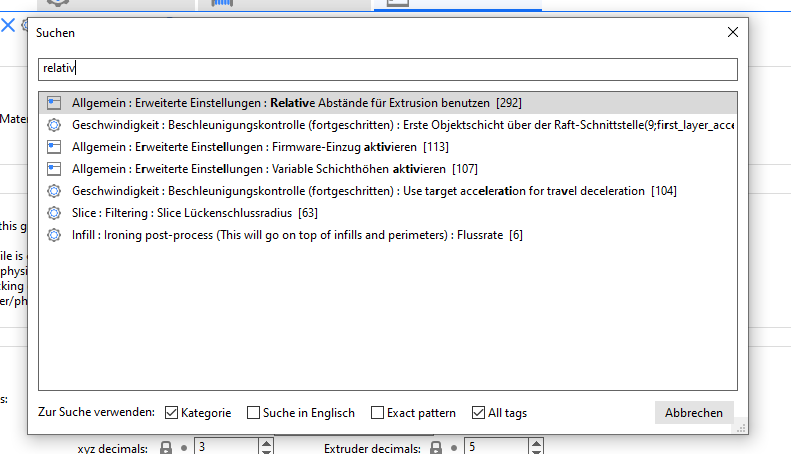 Suchen
relativ
Allgemein : Erweiterte Einstellungen : Relative Abstände für Extrusion benutzen [292]
Geschwindigkeit : Beschleunigungskontrolle (fortgeschritten) : Erste Objektschicht über der Raft-Schnittstelle(9;first_layer_acce
Allgemein : Erweiterte Einstellungen : Firmware-Einzug aktivieren [113]
Allgemein : Erweiterte Einstellungen : Variable Schichthöhen aktivieren [107]
Geschwindigkeit : Beschleunigungskontrolle (fortgeschritten) : Use target acceleration for travel deceleration [104]
Slice : Filtering : Slice Lückenschlussradius [63]
Infill : Ironing post-process (This will go on top of infills and perimeters) : Flussrate [6]
Zur Suche verwenden: Kategorie Suche in Englisch Exact pattern All tags Abbrechen
Mater
this g
ile is
physi
cking
er/ph
s:
xyz decimals: 3 Extruder decimals: 5